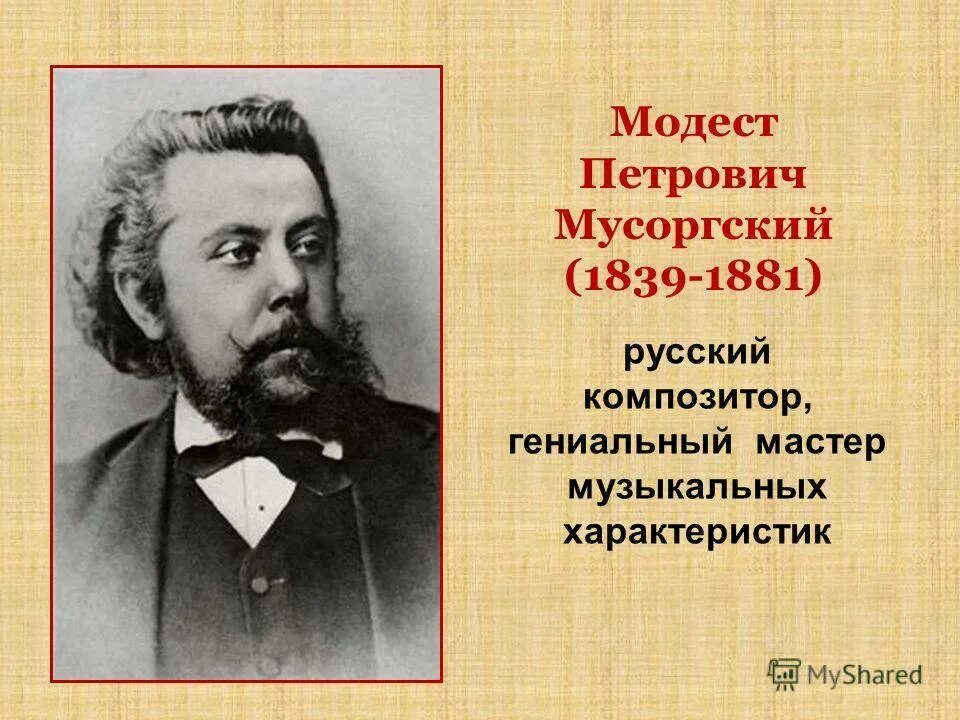 Модест
Петрович
Мусоргский
(1839-1881)
русский
композитор,
гениальный мастер
музыкальных
характеристик
MyShared